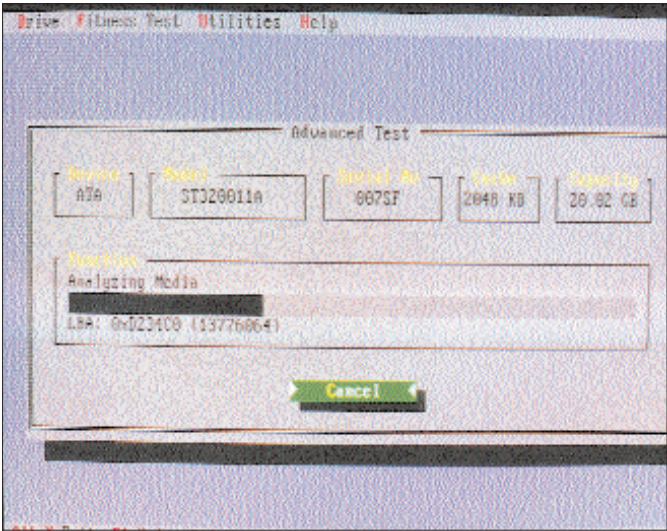 Drive Fitness Test Utilities Help
Advanced Test
Device Model Serial No Cache Capacity
ATA ST320011A 2048 KB 20.02 GB
Function
Analyzing Media
LBA: 0xD234C0 (13776064)
Cancel